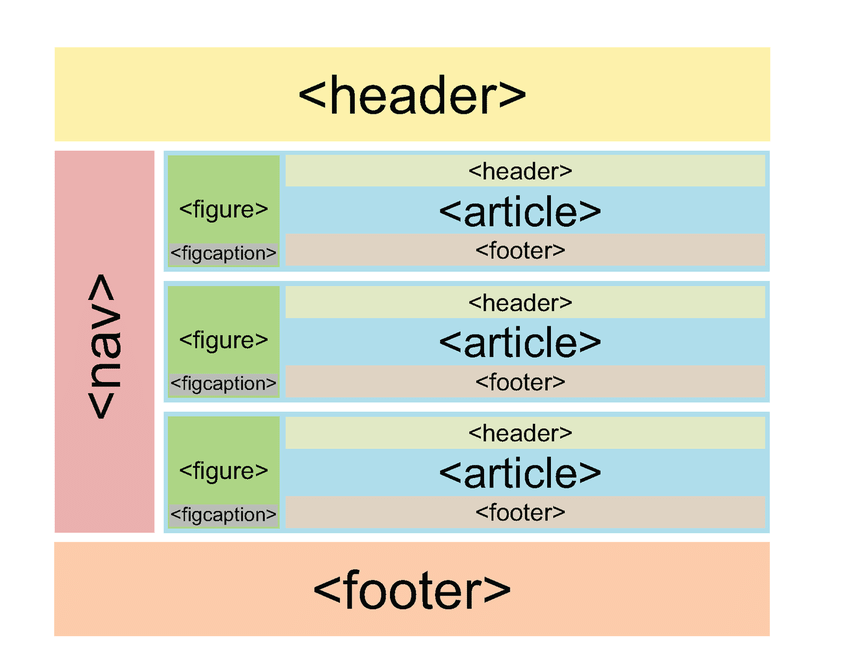 <header>
<nav>
<figure>
<figcaption>
<header>
<article>
<footer>
<figure>
<figcaption>
<header>
<article>
<footer>
<figure>
<figcaption>
<header>
<article>
<footer>
<footer>